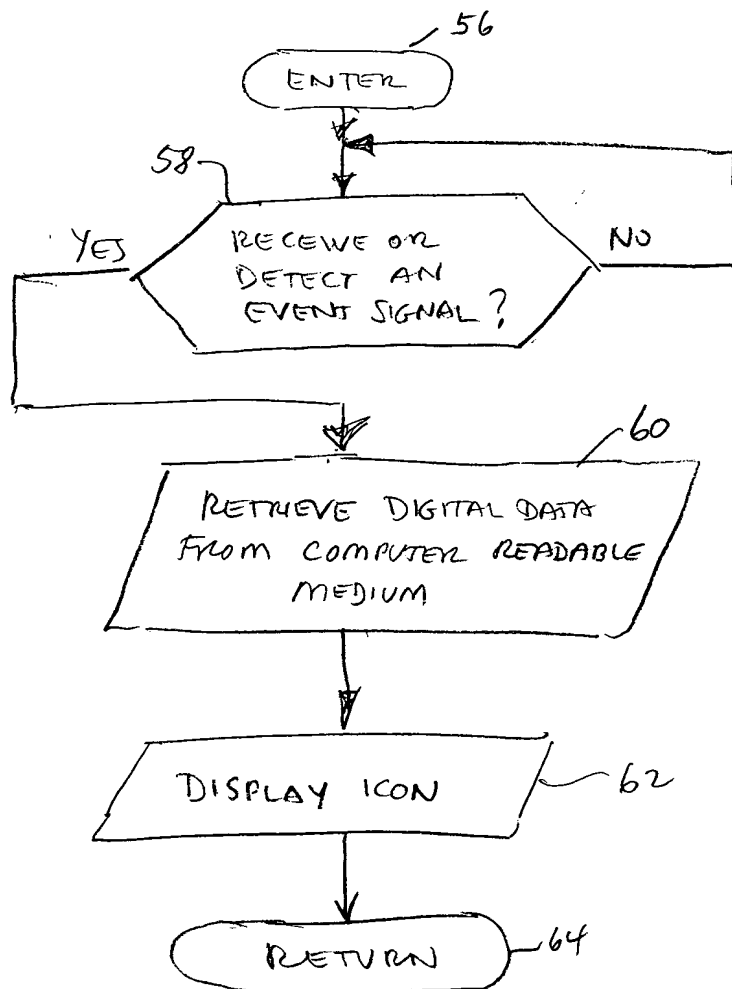 56
ENTER
58
YES
RECEIVE OR
DETECT AN
EVENT SIGNAL?
NO
60
RETRIEVE DIGITAL DATA
FROM COMPUTER READABLE
MEDIUM
DISPLAY ICON
62
RETURN
64